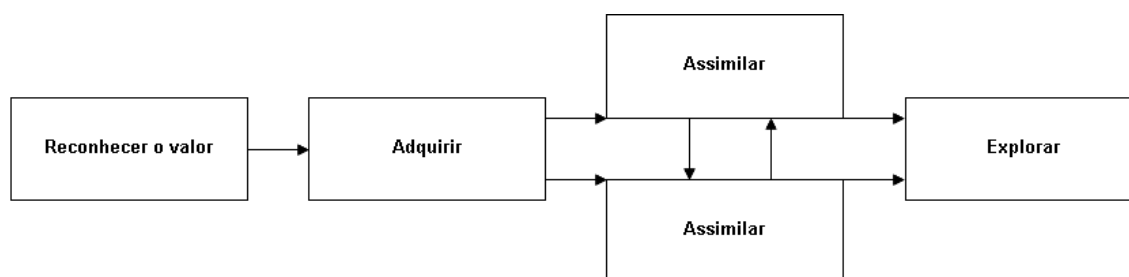 Assimilar
Reconhecer o valor
Adquirir
Explorar
Assimilar